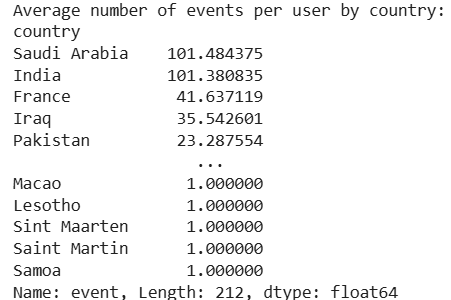 Average number of events per user by country:
country
Saudi Arabia    101.484375
India           101.380835
France           41.637119
Iraq             35.542601
Pakistan         23.287554
                   ...
Macao             1.000000
Lesotho           1.000000
Sint Maarten      1.000000
Saint Martin      1.000000
Samoa             1.000000
Name: event, Length: 212, dtype: float64